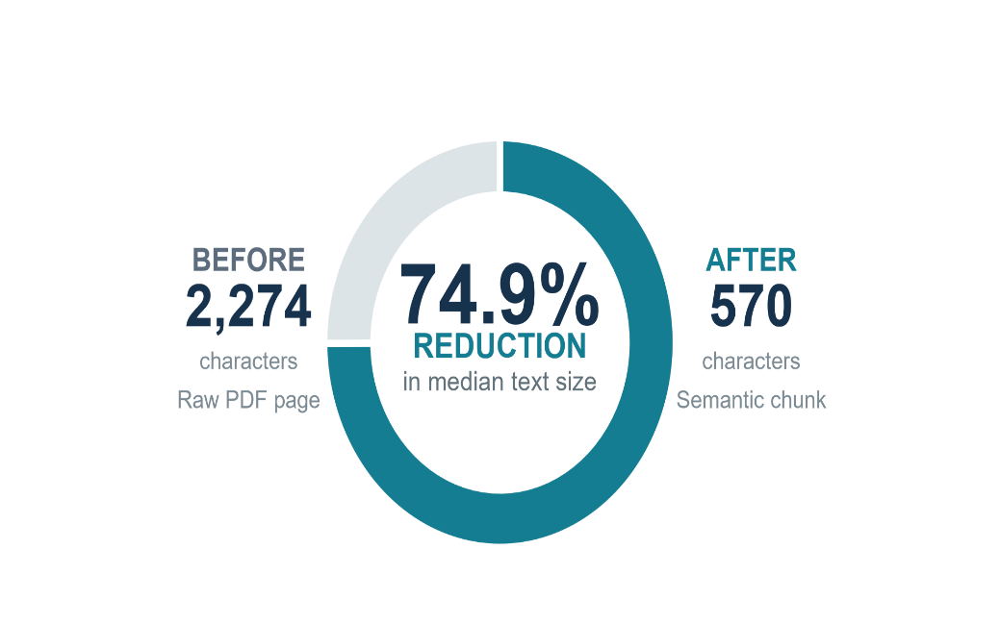 BEFORE
2,274
characters
Raw PDF page
74.9%
REDUCTION
in median text size
AFTER
570
characters
Semantic chunk